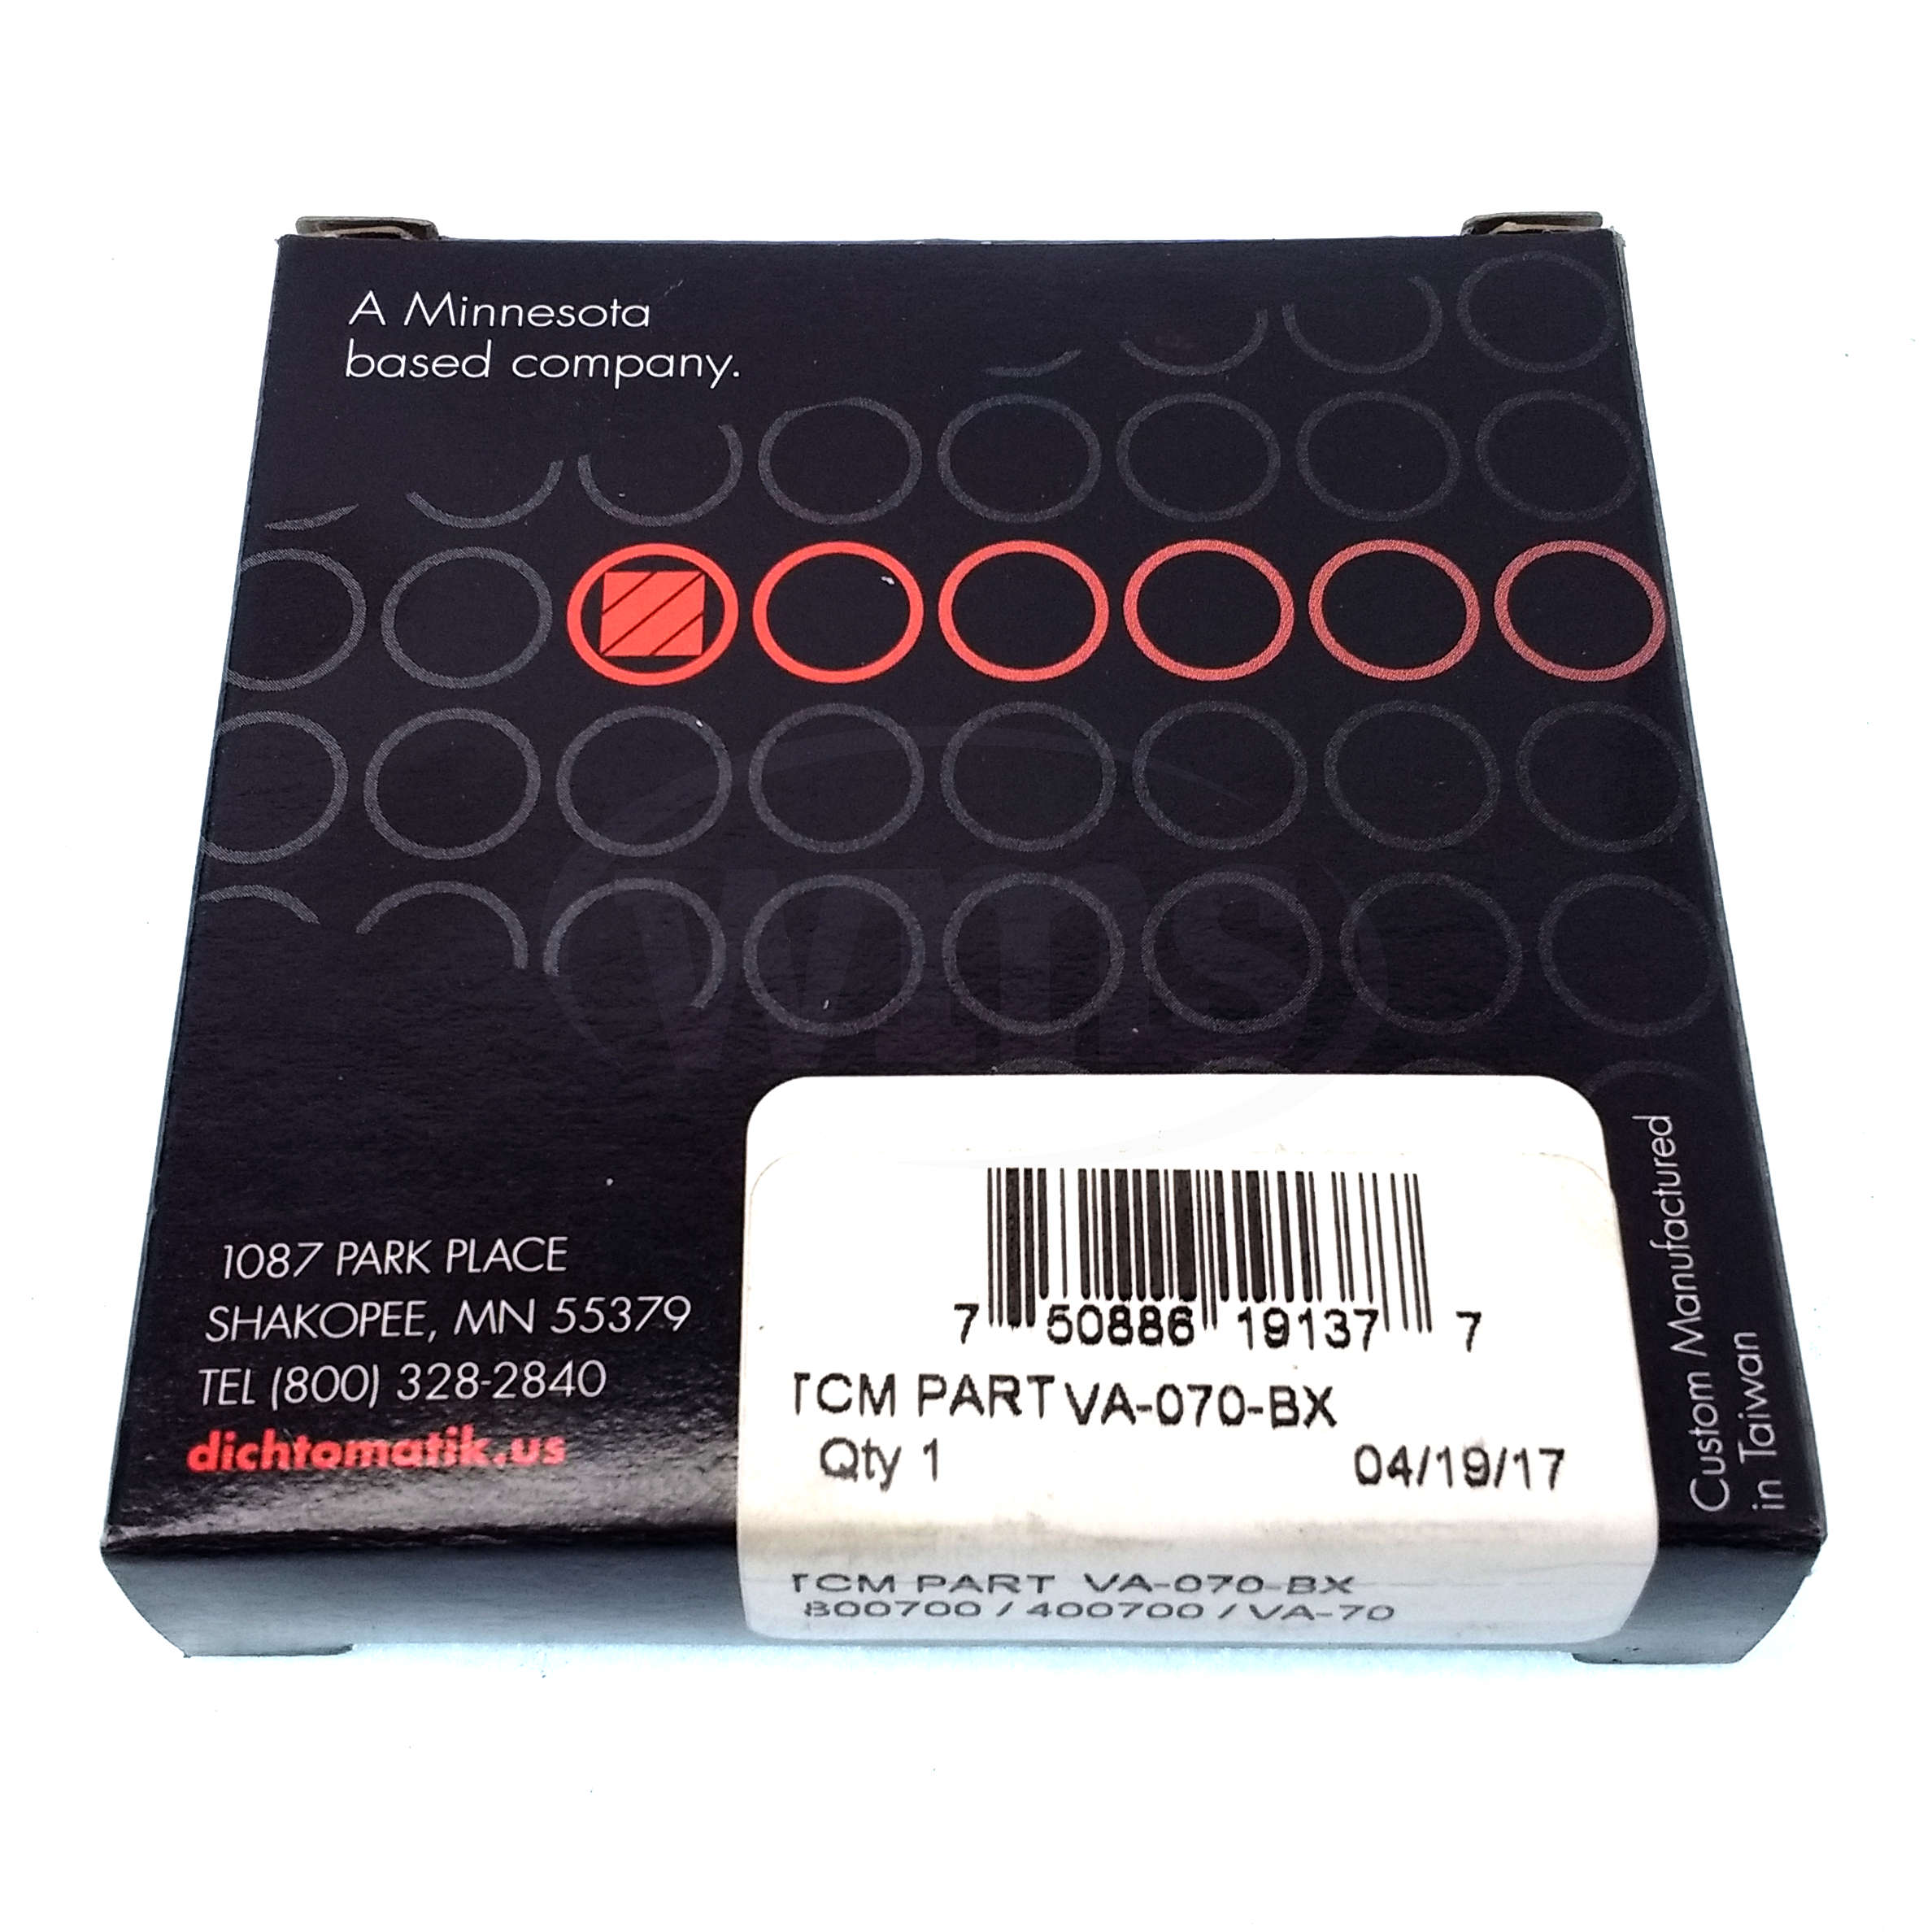 A Minnesota
based company.
wms
1087 PARK PLACE
SHAKOPEE, MN 55379
TEL (800) 328-2840
dichtomatik.us
7 50886 19137 7
TCM PART VA-070-BX
Qty 1 04/19/17
TCM PART VA-070-BX
800700 / 400700 / VA-70
Custom Manufactured
in Taiwan